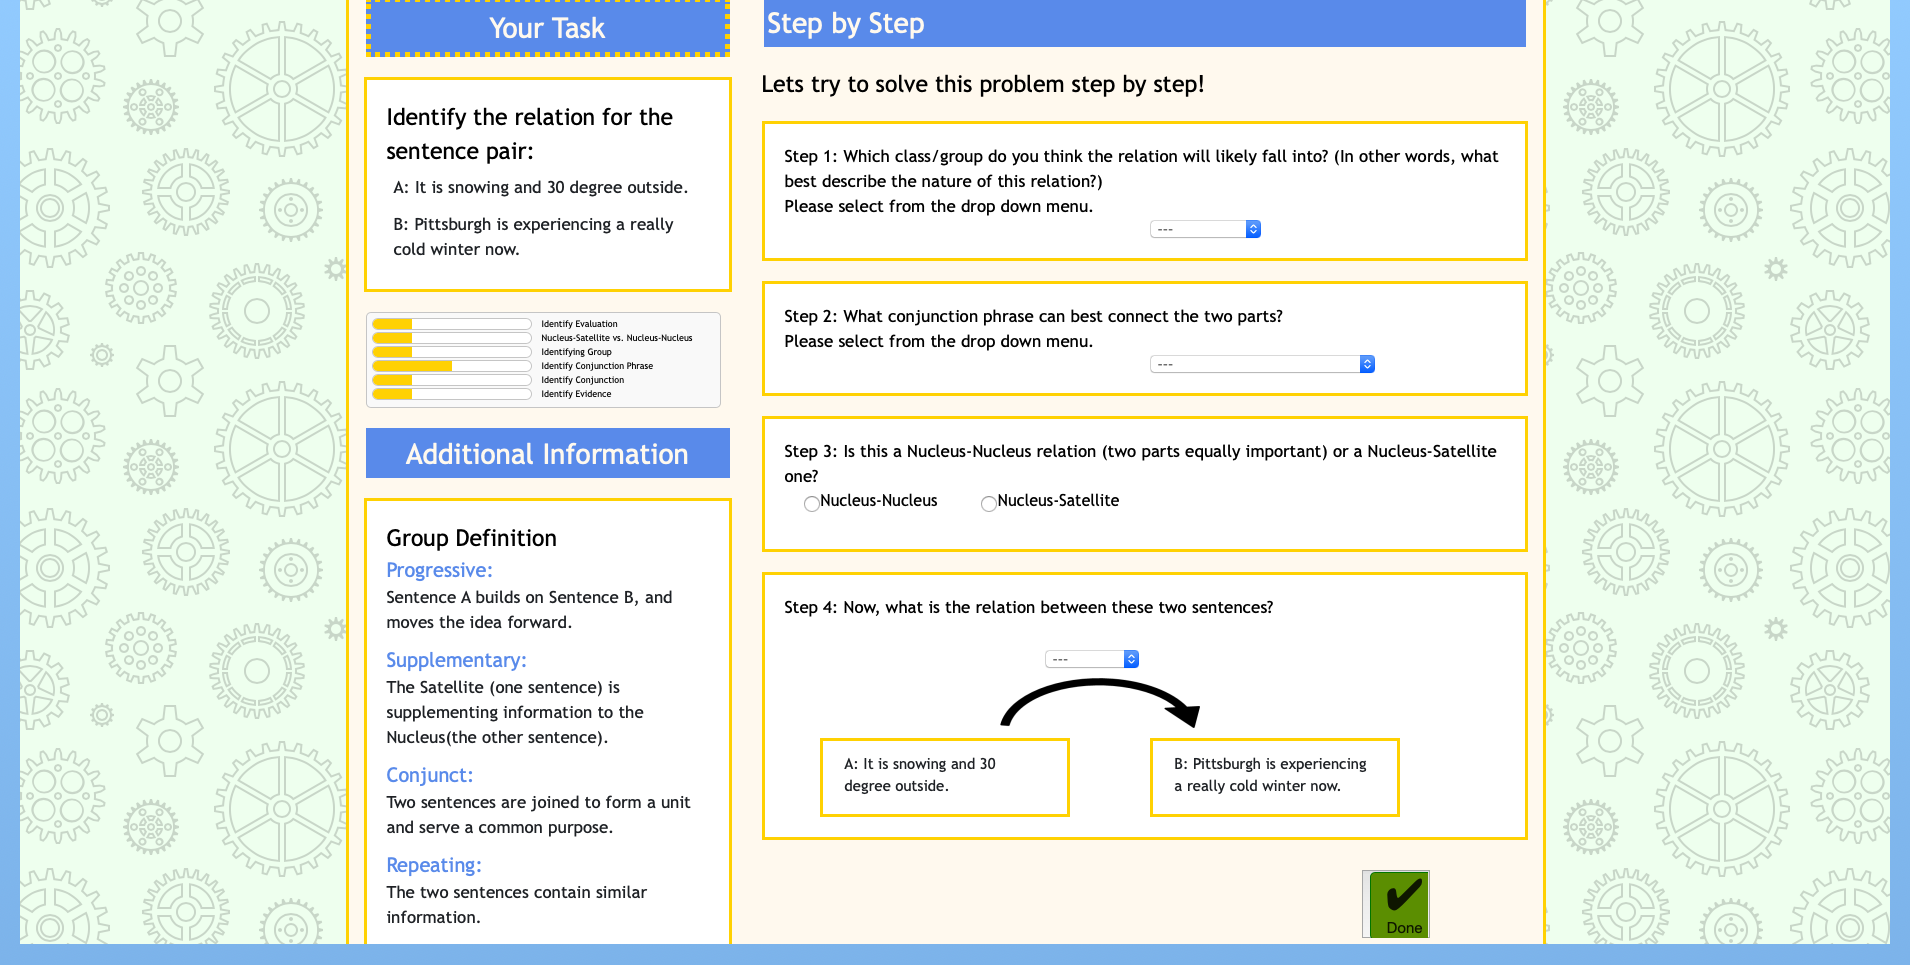 Your Task
Identify the relation for the
sentence pair:
A: It is snowing and 30 degree outside.
B: Pittsburgh is experiencing a really
cold winter now.
Identify Evaluation
Nucleus-Satellite vs. Nucleus-Nucleus
Identifying Group
Identify Conjunction Phrase
Identify Conjunction
Identify Evidence
Additional Information
Group Definition
Progressive:
Sentence A builds on Sentence B, and
moves the idea forward.
Supplementary:
The Satellite (one sentence) is
supplementing information to the
Nucleus(the other sentence).
Conjunct:
Two sentences are joined to form a unit
and serve a common purpose.
Repeating:
The two sentences contain similar
information.
Step by Step
Lets try to solve this problem step by step!
Step 1: Which class/group do you think the relation will likely fall into? (In other words, what
best describe the nature of this relation?)
Please select from the drop down menu.
---
Step 2: What conjunction phrase can best connect the two parts?
Please select from the drop down menu.
---
Step 3: Is this a Nucleus-Nucleus relation (two parts equally important) or a Nucleus-Satellite
one?
Nucleus-Nucleus Nucleus-Satellite
Step 4: Now, what is the relation between these two sentences?
---
A: It is snowing and 30
degree outside.
B: Pittsburgh is experiencing
a really cold winter now.
Done